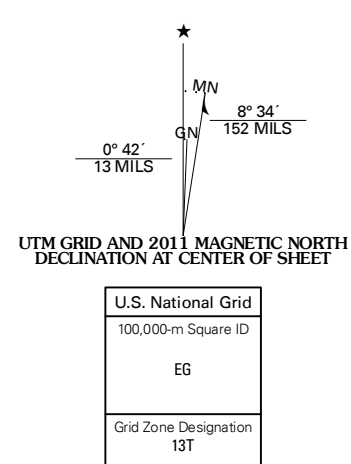 ★
MN
8° 34´
152 MILS
GN
0° 42´
13 MILS
UTM GRID AND 2011 MAGNETIC NORTH
DECLINATION AT CENTER OF SHEET
U.S. National Grid
100,000-m Square ID
EG
Grid Zone Designation
13T